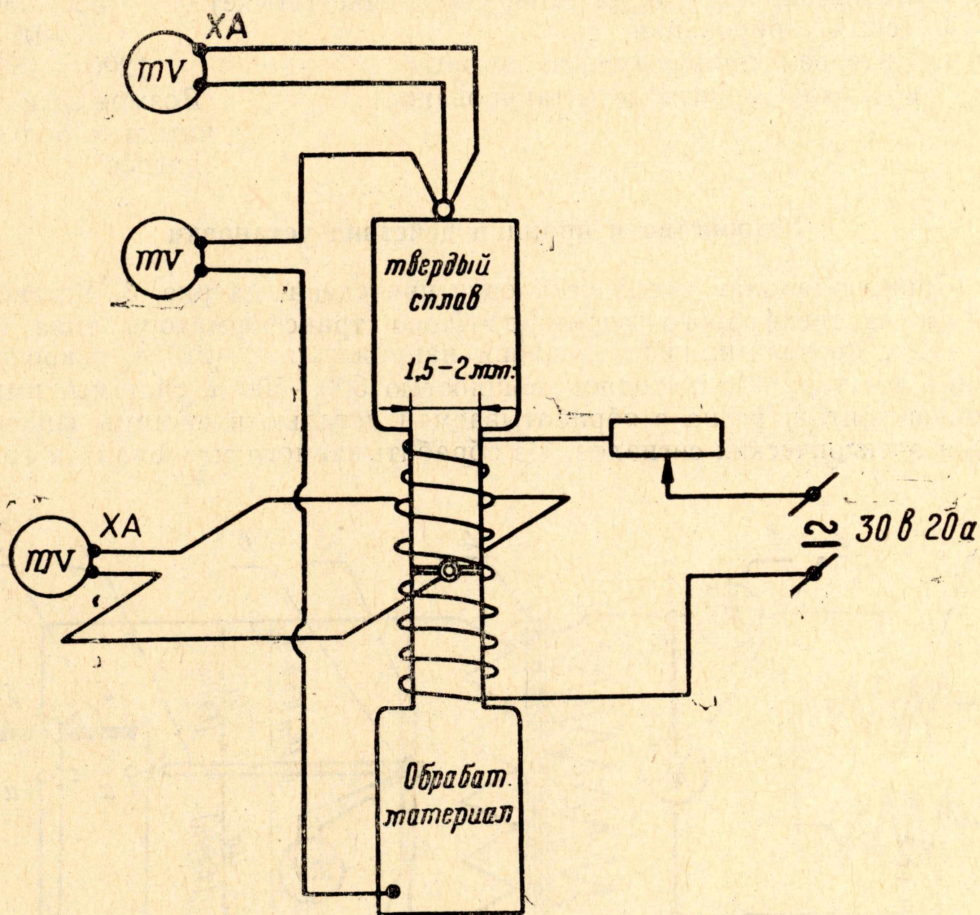 ХА
mv
mv
твердый
сплав
1,5-2 mm.
ХА
mv
≃ 30 в 20 а
Обрабат.
материал